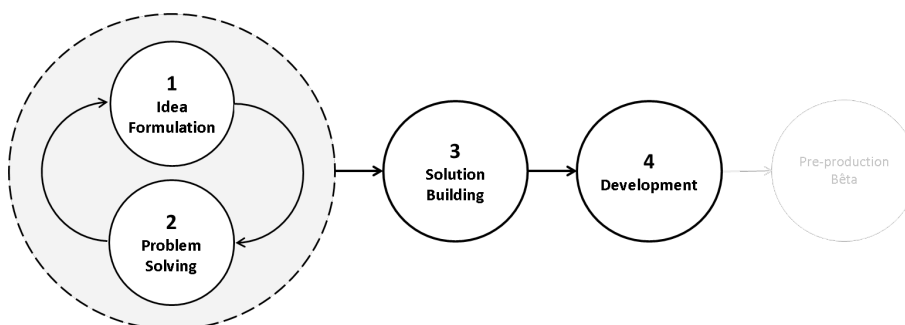 1
Idea
Formulation
2
Problem
Solving
3
Solution
Building
4
Development
Pre-production
Bêta